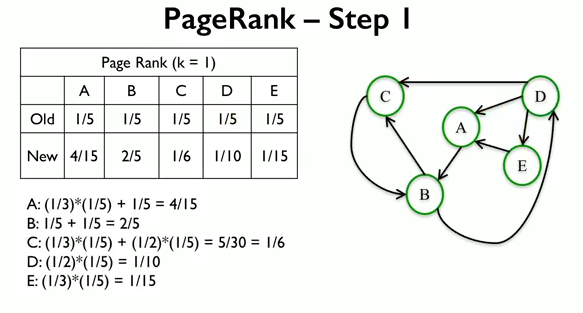 PageRank – Step 1
Page Rank (k = 1)
A B C D E
Old 1/5 1/5 1/5 1/5 1/5
New 4/15 2/5 1/6 1/10 1/15
A: (1/3)*(1/5) + 1/5 = 4/15
B: 1/5 + 1/5 = 2/5
C: (1/3)*(1/5) + (1/2)*(1/5) = 5/30 = 1/6
D: (1/2)*(1/5) = 1/10
E: (1/3)*(1/5) = 1/15
C
D
A
E
B